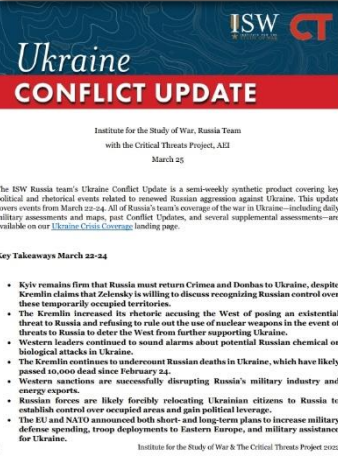 ISW
CT
Ukraine
CONFLICT UPDATE
Institute for the Study of War, Russia Team
with the Critical Threats Project, AEI
March 25
he ISW Russia team's Ukraine Conflict Update is a semi-weekly synthetic product covering key
olitical and rhetorical events related to renewed Russian aggression against Ukraine. This update
overs events from March 22-24. All of Russia's team's coverage of the war in Ukraine—including daily
ilitary assessments and maps, past Conflict Updates, and several supplemental assessments—are
vailable on our Ukraine Crisis Coverage landing page.
Key Takeaways March 22-24
• Kyiv remains firm that Russia must return Crimea and Donbas to Ukraine, despite
Kremlin claims that Zelensky is willing to discuss recognizing Russian control over
these temporarily occupied territories.
• The Kremlin increased its rhetoric accusing the West of posing an existential
threat to Russia and refusing to rule out the use of nuclear weapons in the event of
threats to Russia to deter the West from further supporting Ukraine.
• Western leaders continued to sound alarms about potential Russian chemical or
biological attacks in Ukraine.
• The Kremlin continues to undercount Russian deaths in Ukraine, which have likely
passed 10,000 dead since February 24.
• Western sanctions are successfully disrupting Russia's military industry and
energy exports.
• Russian forces are likely forcibly relocating Ukrainian citizens to Russia to
establish control over occupied areas and gain political leverage.
• The EU and NATO announced both short- and long-term plans to increase military
defense spending, troop deployments to Eastern Europe, and military assistance
for Ukraine.
Institute for the Study of War & The Critical Threats Project 202